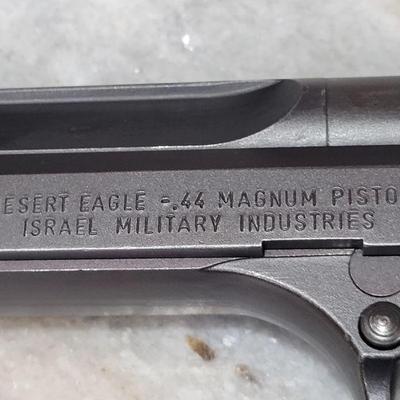 ESERT EAGLE -.44 MAGNUM PISTO
ISRAEL MILITARY INDUSTRIES